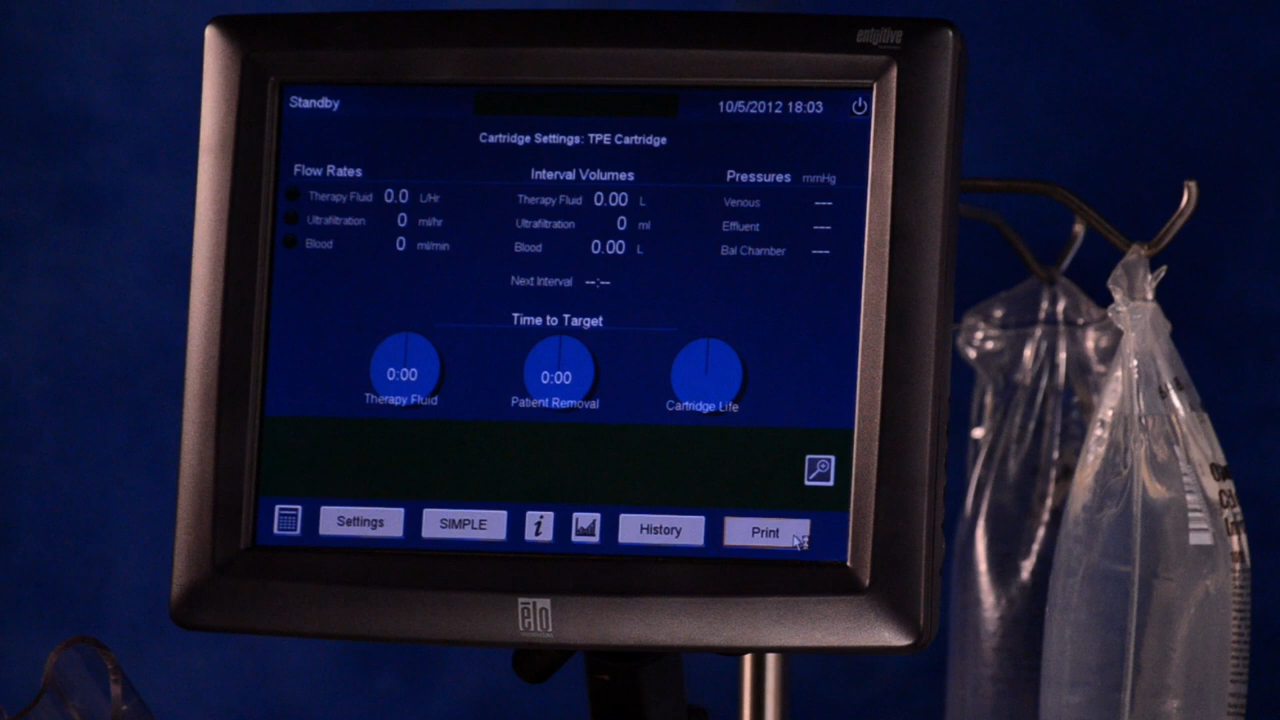 entuitive
Standby
10/5/2012 18:03
Cartridge Settings: TPE Cartridge
Flow Rates
Therapy Fluid 0.0 L/Hr
Ultrafiltration 0 ml/hr
Blood 0 ml/min
Interval Volumes
Therapy Fluid 0.00 L
Ultrafiltration 0 ml
Blood 0.00 L
Next Interval --:--
Pressures mmHg
Venous ---
Effluent ---
Bal Chamber ---
Time to Target
0:00
Therapy Fluid
0:00
Patient Removal
Cartridge Life
Settings
SIMPLE
i
History
Print
elo